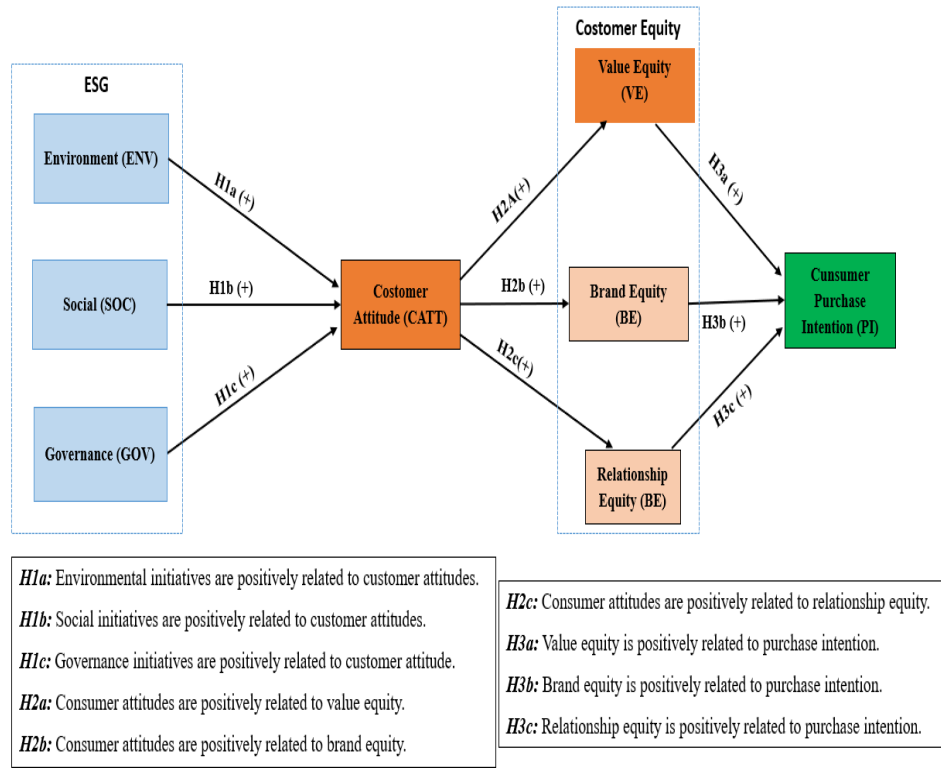 Costomer Equity
Value Equity
(VE)
ESG
Environment (ENV)
H1a (+)
H2A(+)
H3a (+)
Social (SOC)
H1b (+)
Costomer
Attitude (CATT)
H2b (+)
Brand Equity
(BE)
H3b (+)
Cunsumer
Purchase
Intention (PI)
H1c (+)
H2c(+)
H3c (+)
Governance (GOV)
Relationship
Equity (BE)
H1a: Environmental initiatives are positively related to customer attitudes.
H1b: Social initiatives are positively related to customer attitudes.
H1c: Governance initiatives are positively related to customer attitude.
H2a: Consumer attitudes are positively related to value equity.
H2b: Consumer attitudes are positively related to brand equity.
H2c: Consumer attitudes are positively related to relationship equity.
H3a: Value equity is positively related to purchase intention.
H3b: Brand equity is positively related to purchase intention.
H3c: Relationship equity is positively related to purchase intention.